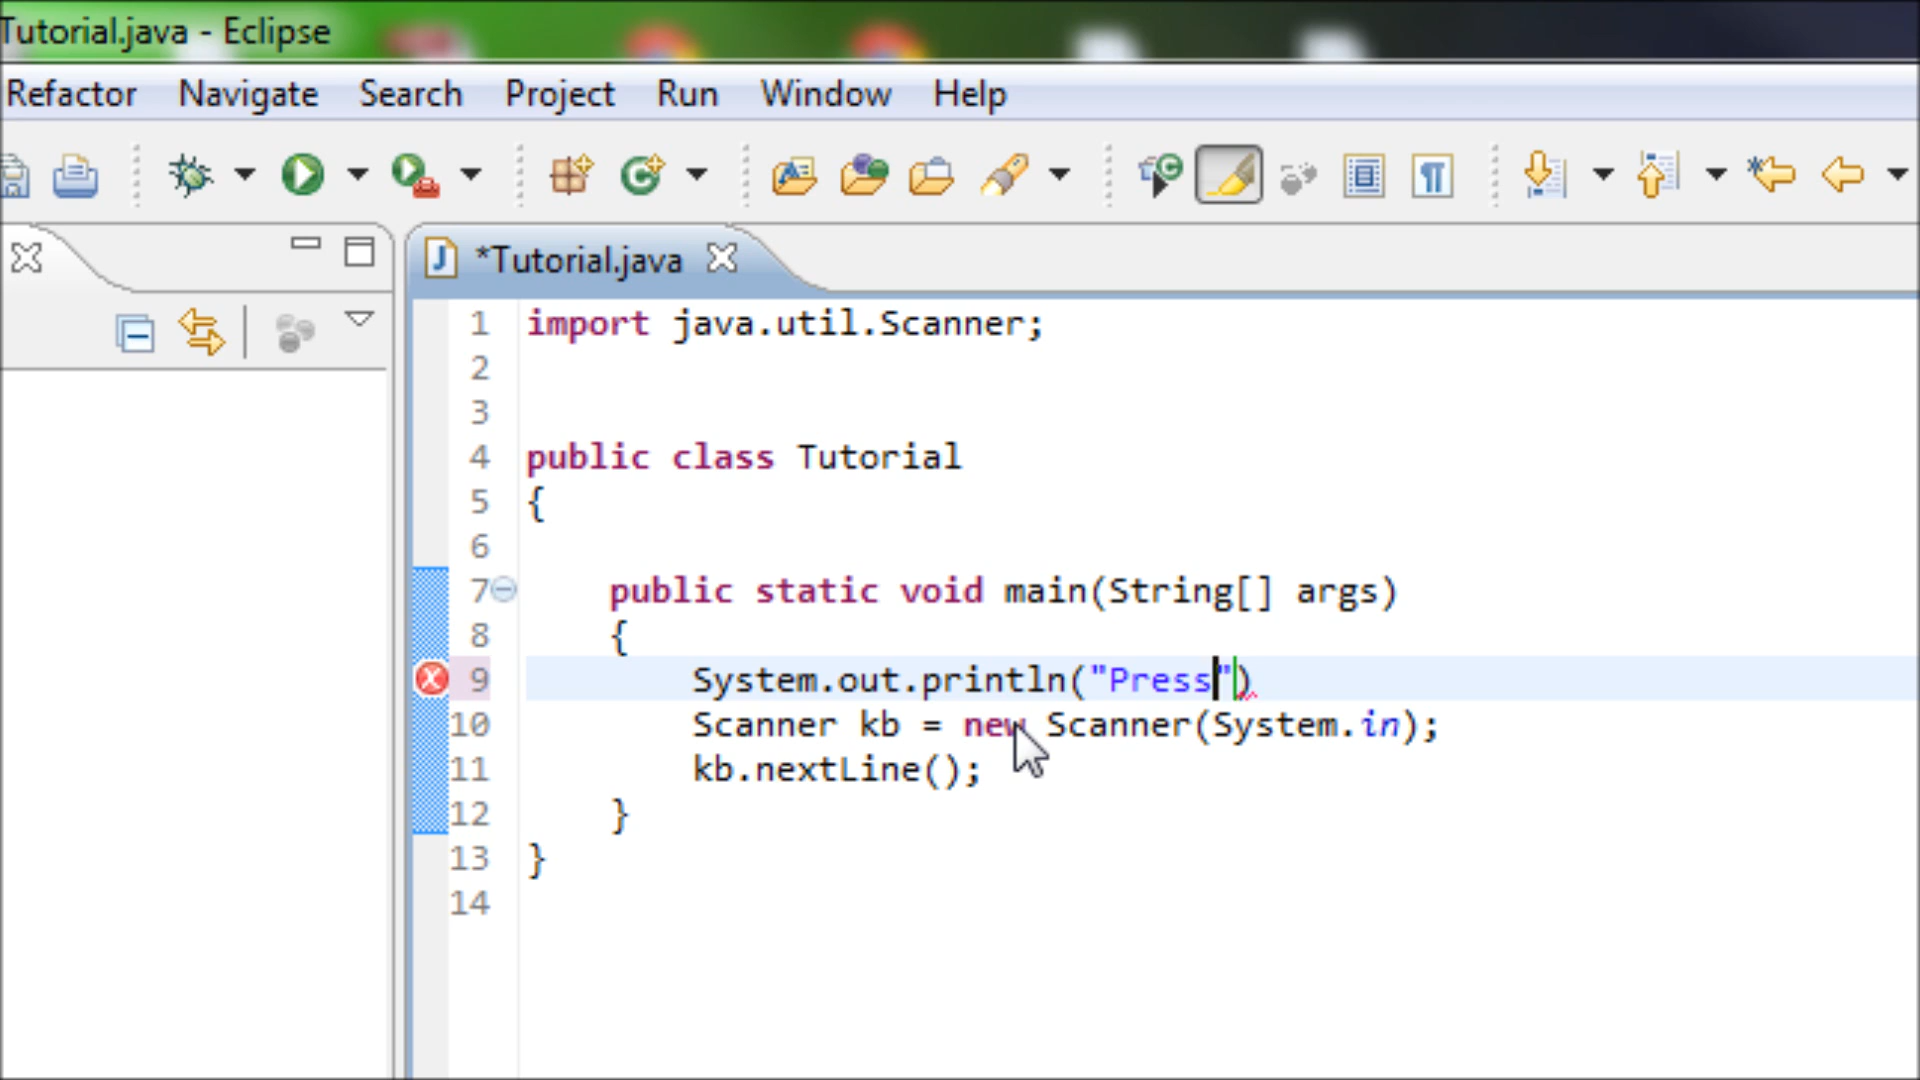 Tutorial.java - Eclipse
Refactor Navigate Search Project Run Window Help
*Tutorial.java
1 import java.util.Scanner;
2
3
4 public class Tutorial
5 {
6
7 public static void main(String[] args)
8 {
9 System.out.println("Press")
10 Scanner kb = new Scanner(System.in);
11 kb.nextLine();
12 }
13 }
14